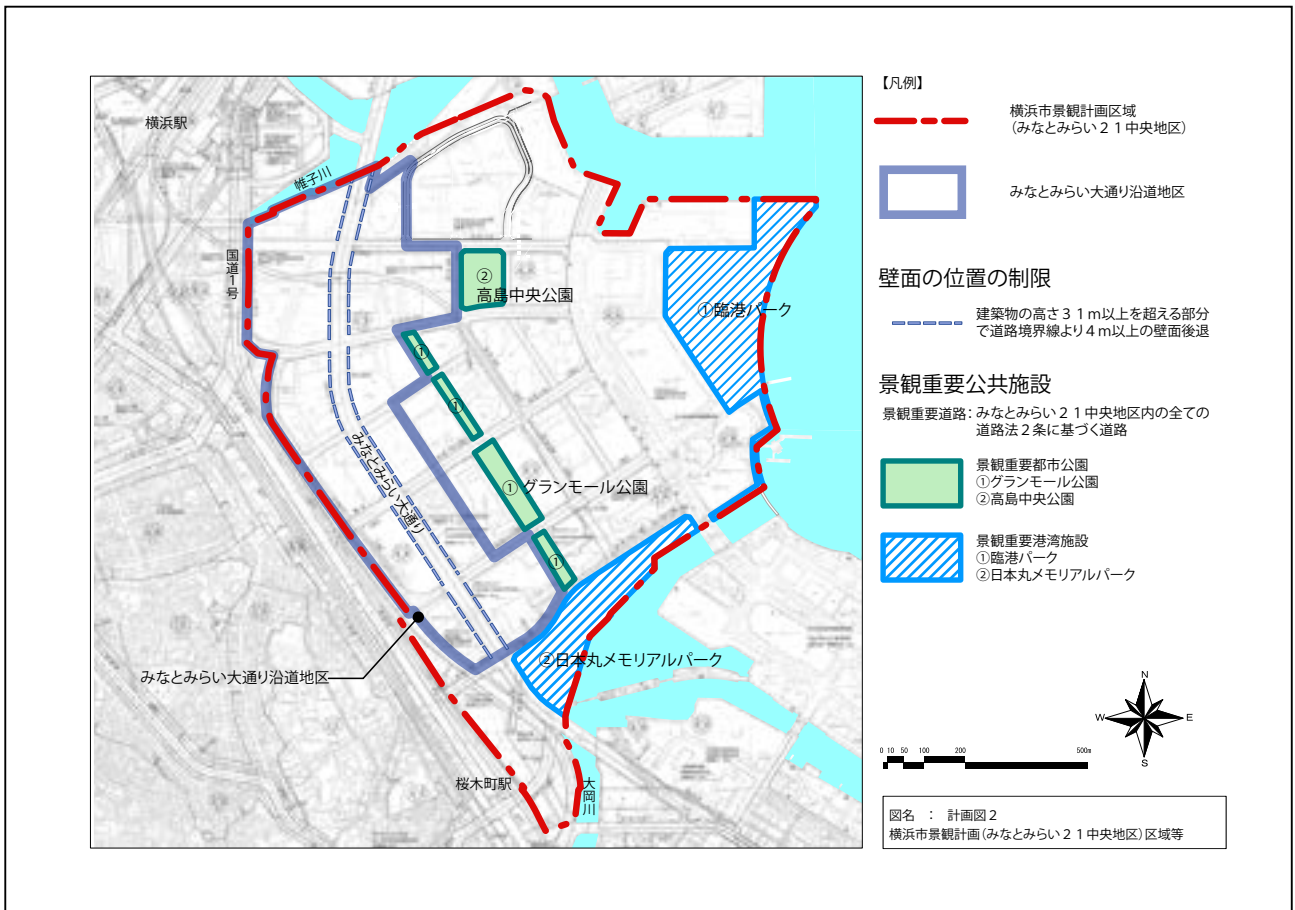 横浜駅
帷子川
国道1号
②
高島中央公園
①臨港パーク
①
①
みなとみらい大通り
① グランモール公園
①
②日本丸メモリアルパーク
みなとみらい大通り沿道地区
桜木町駅
大岡川
【凡例】
横浜市景観計画区域
(みなとみらい21中央地区)
みなとみらい大通り沿道地区
壁面の位置の制限
建築物の高さ31m以上を超える部分
で道路境界線より4m以上の壁面後退
景観重要公共施設
景観重要道路:みなとみらい21中央地区内の全ての
道路法2条に基づく道路
景観重要都市公園
①グランモール公園
②高島中央公園
景観重要港湾施設
①臨港パーク
②日本丸メモリアルパーク
N
W E
S
0 10 50 100 200 500m
図名 : 計画図2
横浜市景観計画(みなとみらい21中央地区)区域等